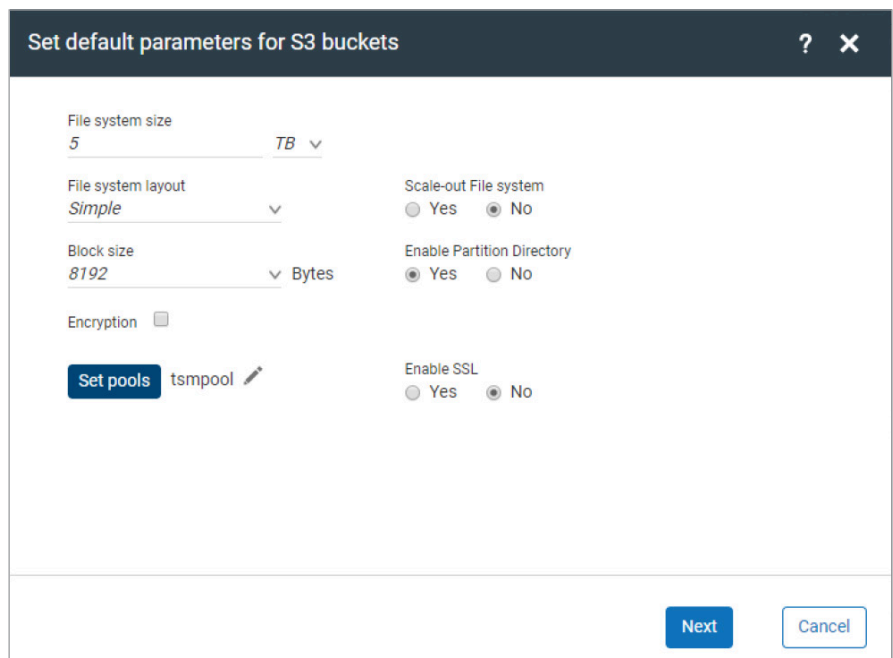 Set default parameters for S3 buckets ?
File system size
5 TB
File system layout
Simple
Scale-out File system
Yes No
Block size
8192 Bytes
Enable Partition Directory
Yes No
Encryption
Set pools tsmpool
Enable SSL
Yes No
Next Cancel